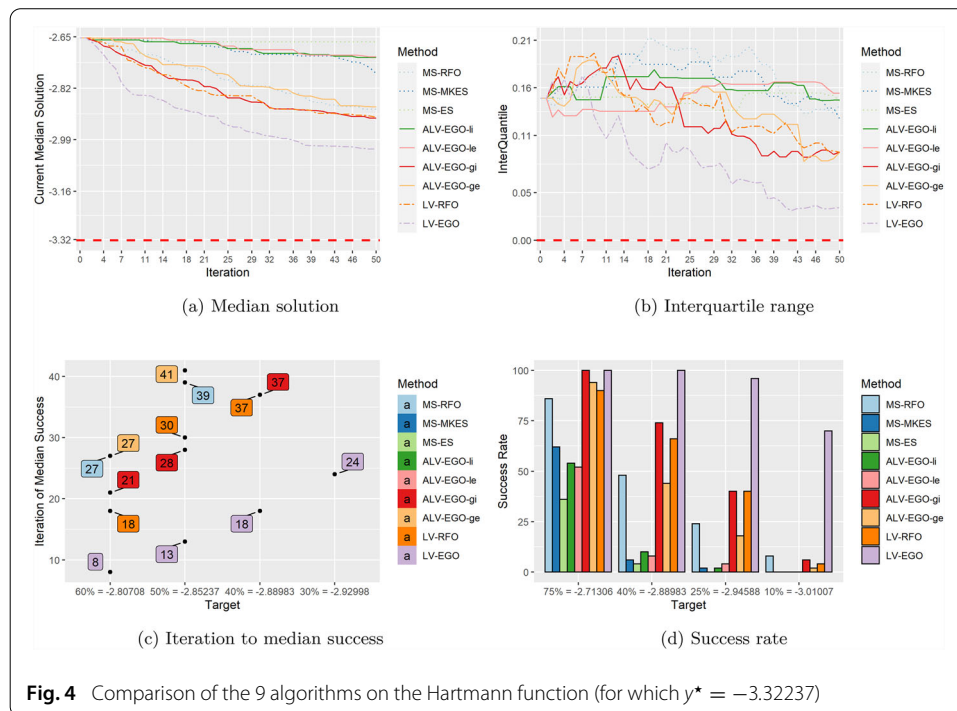 Current Median Solution
-2.65
-2.82
-2.99
-3.16
-3.32
0 4 7 11 14 18 21 25 28 32 36 39 43 46 50
Iteration
Method
MS-RFO
MS-MKES
MS-ES
ALV-EGO-li
ALV-EGO-le
ALV-EGO-gi
ALV-EGO-ge
LV-RFO
LV-EGO
(a) Median solution
InterQuantile
0.21
0.16
0.11
0.05
0.00
0 4 7 11 14 18 21 25 28 32 36 39 43 46 50
Iteration
Method
MS-RFO
MS-MKES
MS-ES
ALV-EGO-li
ALV-EGO-le
ALV-EGO-gi
ALV-EGO-ge
LV-RFO
LV-EGO
(b) Interquartile range
Iteration of Median Success
40
30
20
10
41
39
37
37
30
27
27
28
24
21
18
18
13
8
60% = -2.80708 50% = -2.85237 40% = -2.88983 30% = -2.92998
Target
Method
a MS-RFO
a MS-MKES
a MS-ES
a ALV-EGO-li
a ALV-EGO-le
a ALV-EGO-gi
a ALV-EGO-ge
a LV-RFO
a LV-EGO
(c) Iteration to median success
Success Rate
100
75
50
25
0
75% = -2.71306 40% = -2.88983 25% = -2.94588 10% = -3.01007
Target
Method
MS-RFO
MS-MKES
MS-ES
ALV-EGO-li
ALV-EGO-le
ALV-EGO-gi
ALV-EGO-ge
LV-RFO
LV-EGO
(d) Success rate
Fig. 4 Comparison of the 9 algorithms on the Hartmann function (for which y⋆ = −3.32237)